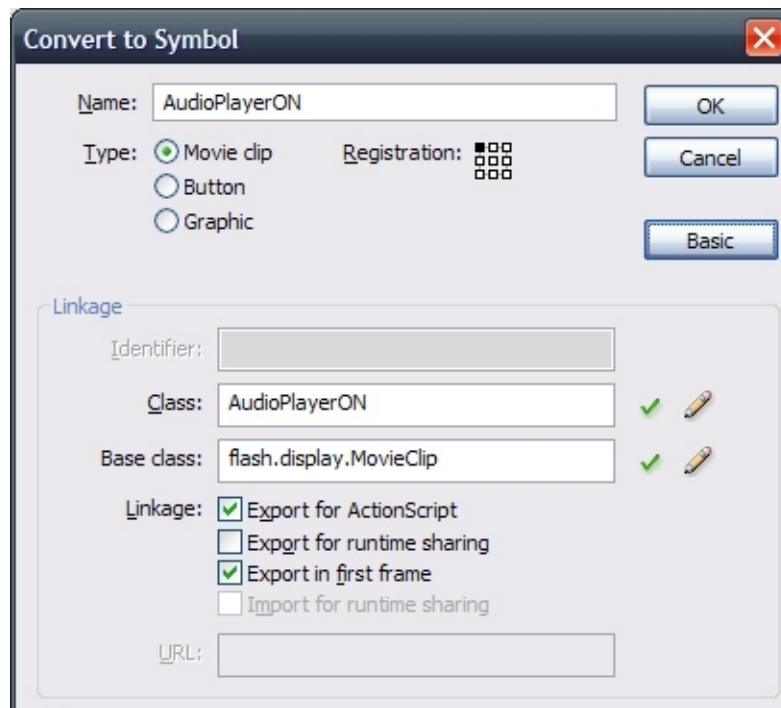 Convert to Symbol
Name: AudioPlayerON
OK
Type: Movie clip
Registration:
Cancel
Button
Graphic
Basic
Linkage
Identifier:
Class: AudioPlayerON
Base class: flash.display.MovieClip
Linkage: Export for ActionScript
Export for runtime sharing
Export in first frame
Import for runtime sharing
URL: